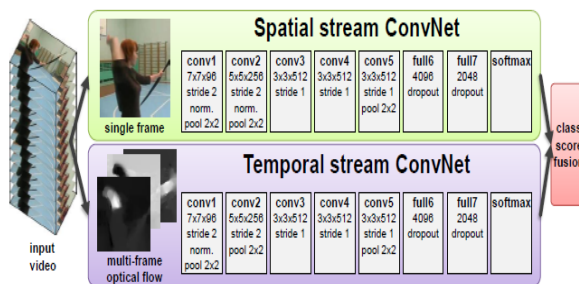 Spatial stream ConvNet
conv1
7x7x96
stride 2
norm.
pool 2x2
conv2
5x5x256
stride 2
norm.
pool 2x2
conv3
3x3x512
stride 1
conv4
3x3x512
stride 1
conv5
3x3x512
stride 1
pool 2x2
full6
4096
dropout
full7
2048
dropout
softmax
single frame
Temporal stream ConvNet
conv1
7x7x96
stride 2
norm.
pool 2x2
conv2
5x5x256
stride 2
pool 2x2
conv3
3x3x512
stride 1
conv4
3x3x512
stride 1
conv5
3x3x512
stride 1
pool 2x2
full6
4096
dropout
full7
2048
dropout
softmax
multi-frame
optical flow
input
video
class
score
fusion